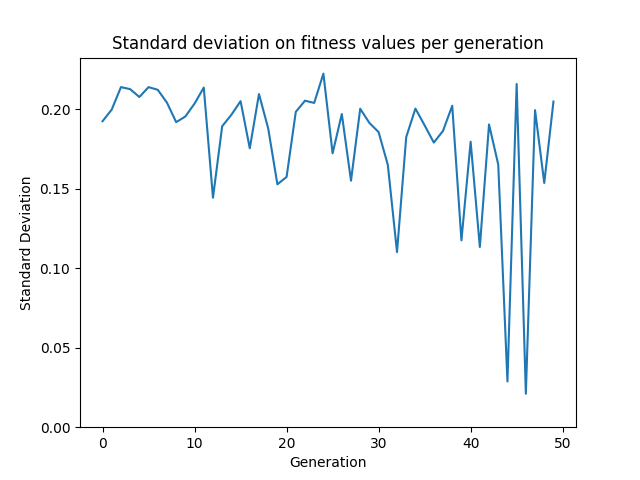 Standard deviation on fitness values per generation
0.20
0.15
0.10
0.05
0.00
Standard Deviation
0 10 20 30 40 50
Generation